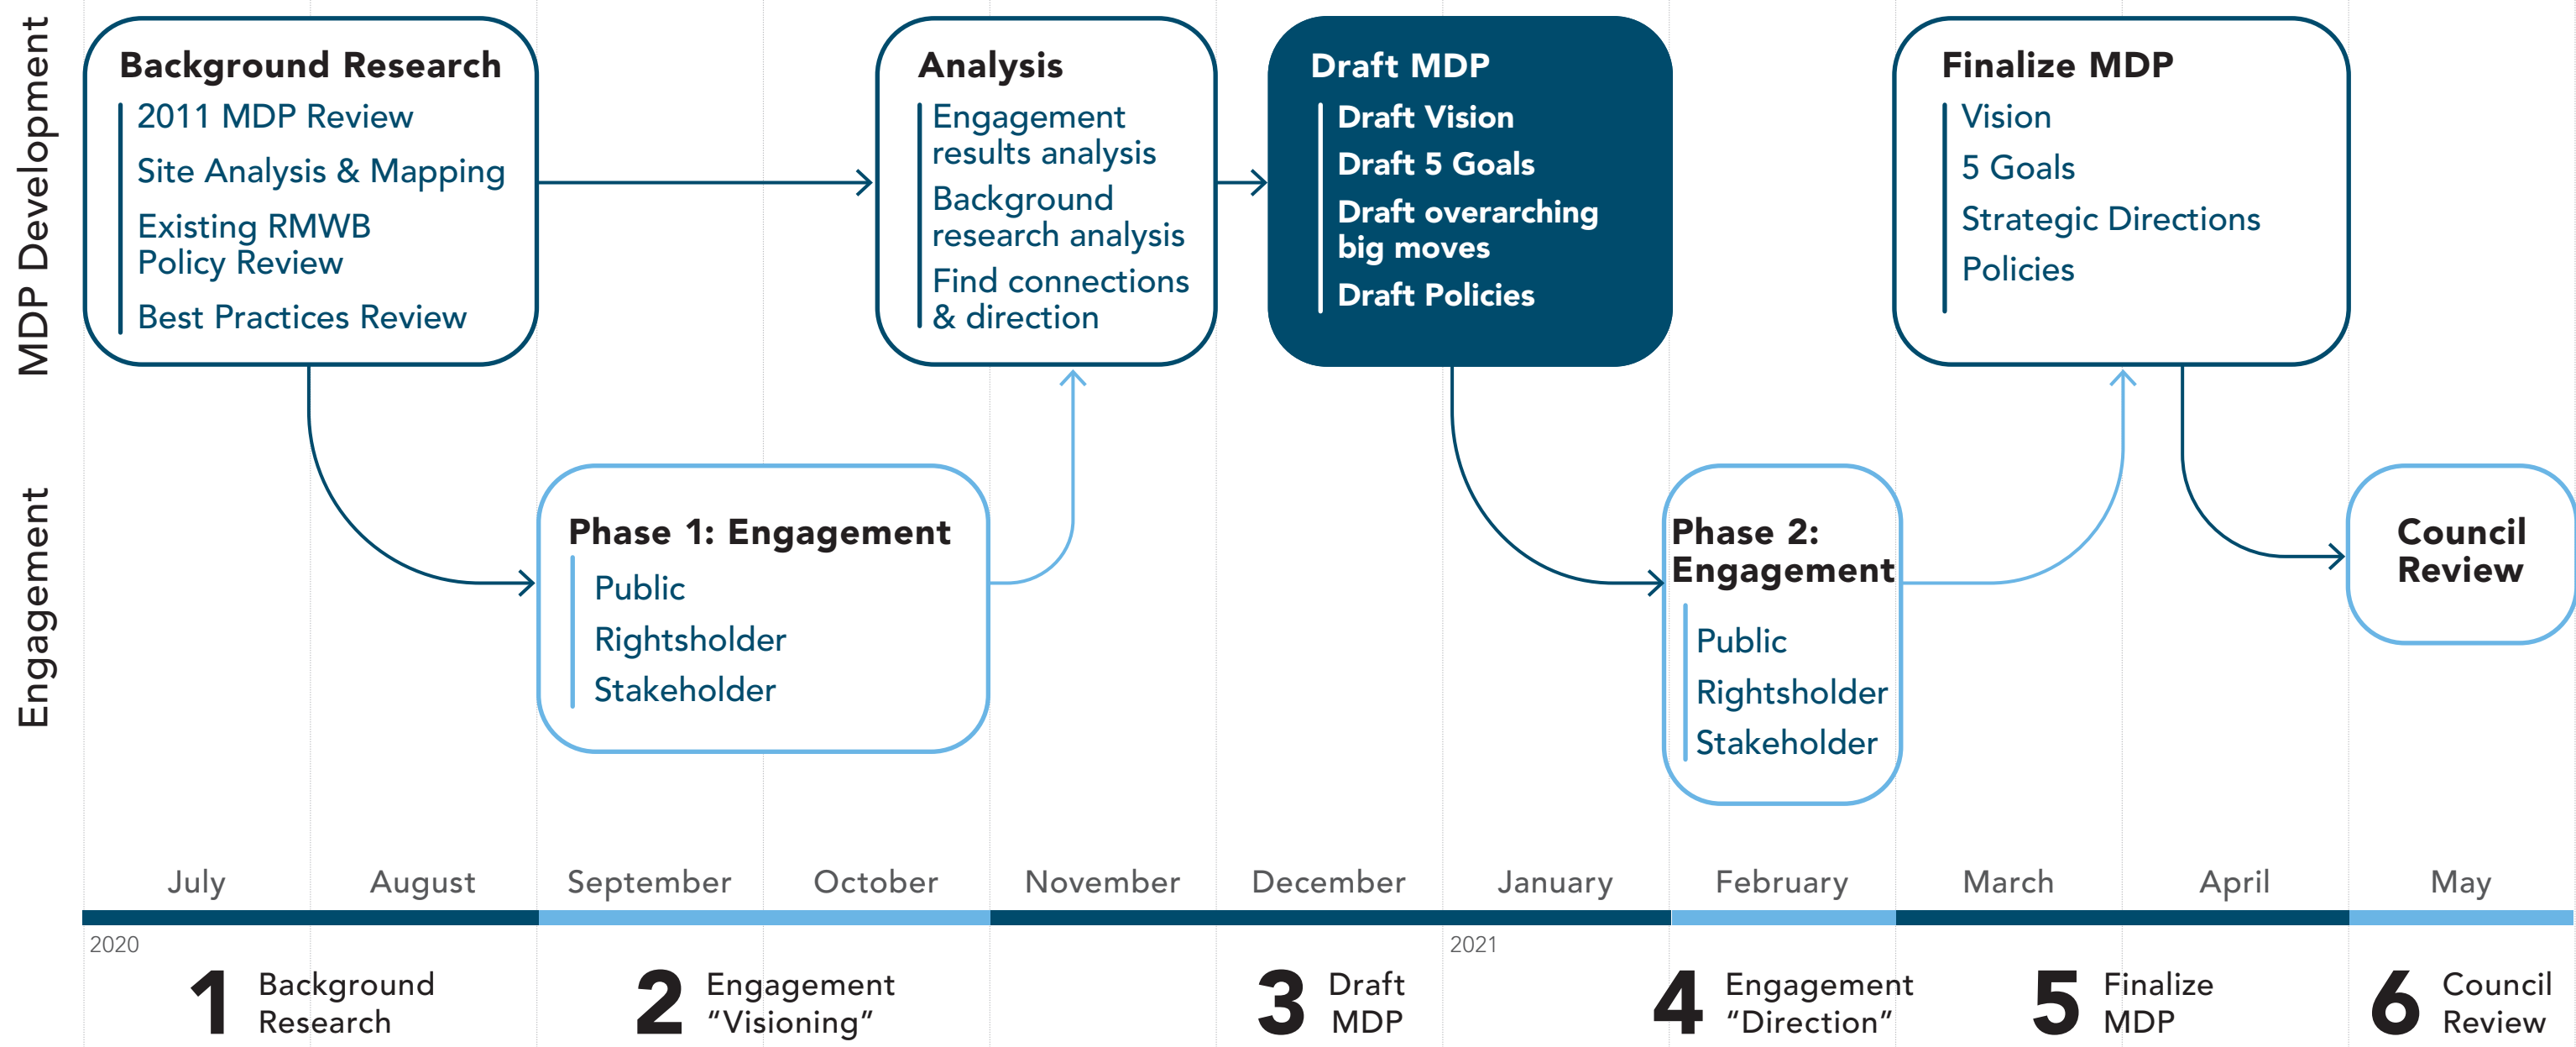 MDP Development
Background Research
2011 MDP Review
Site Analysis & Mapping
Existing RMWB
Policy Review
Best Practices Review
Analysis
Engagement
results analysis
Background
research analysis
Find connections
& direction
Draft MDP
Draft Vision
Draft 5 Goals
Draft overarching
big moves
Draft Policies
Finalize MDP
Vision
5 Goals
Strategic Directions
Policies
Engagement
Phase 1: Engagement
Public
Rightsholder
Stakeholder
Phase 2:
Engagement
Public
Rightsholder
Stakeholder
Council
Review
July August September October November December January February March April May
2020 2021
1 Background
Research
2 Engagement
“Visioning”
3 Draft
MDP
4 Engagement
“Direction”
5 Finalize
MDP
6 Council
Review